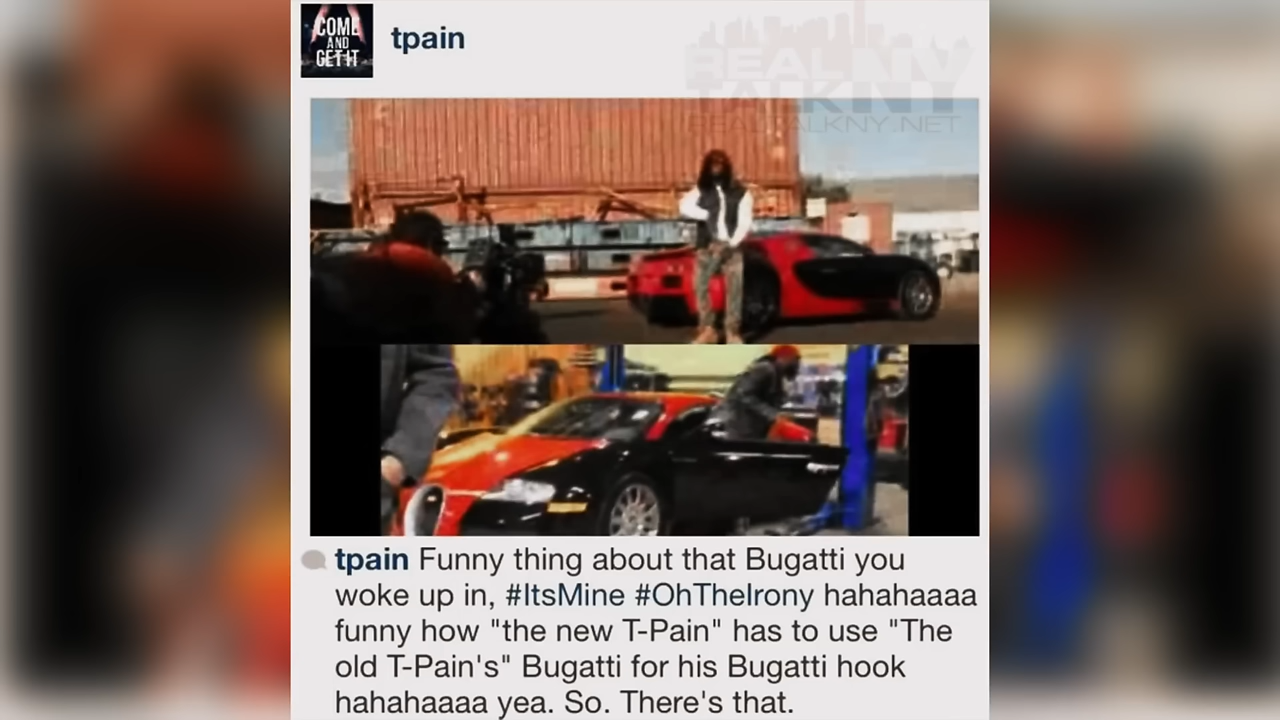 COME
AND
GET IT
tpain
REAL
TALK NY
REALTALKNY.NET
tpain Funny thing about that Bugatti you
woke up in, #ItsMine #OhTheIrony hahahaaaa
funny how "the new T-Pain" has to use "The
old T-Pain's" Bugatti for his Bugatti hook
hahahaaaa yea. So. There's that.